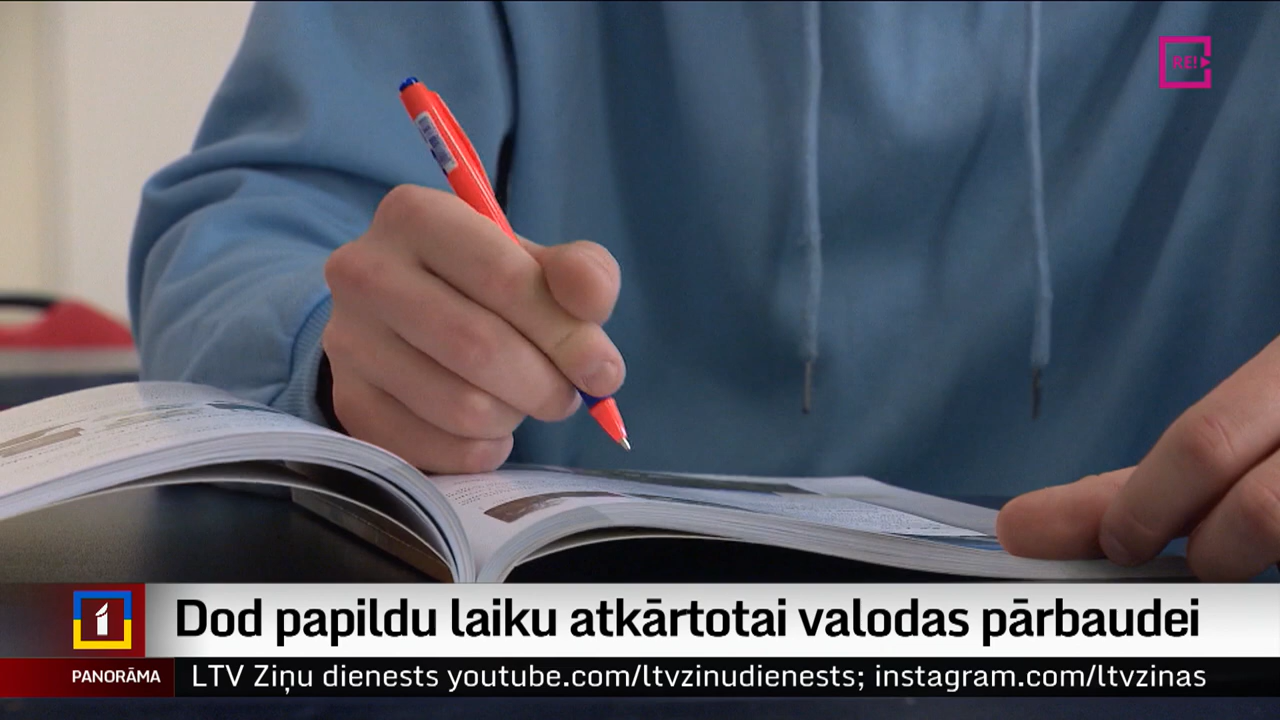 RE!
Dod papildu laiku atkārtotai valodas pārbaudei
1
PANORĀMA
LTV Ziņu dienests youtube.com/ltvzinudienests; instagram.com/ltvzinas